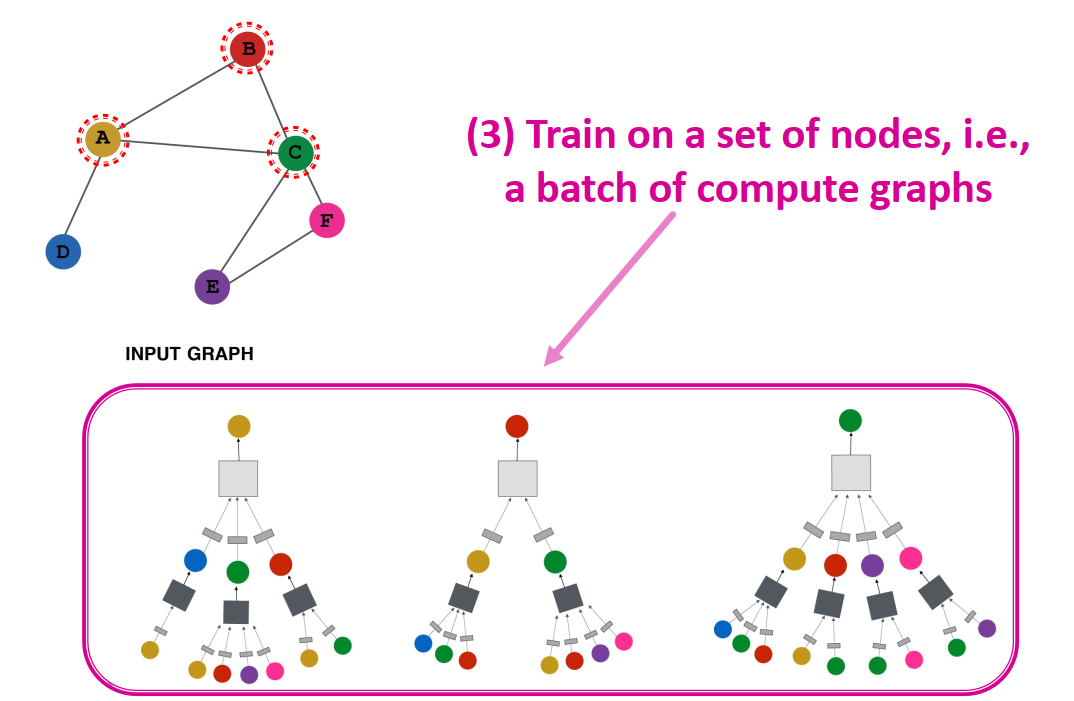 B
A
C
(3) Train on a set of nodes, i.e.,
a batch of compute graphs
F
D
E
INPUT GRAPH